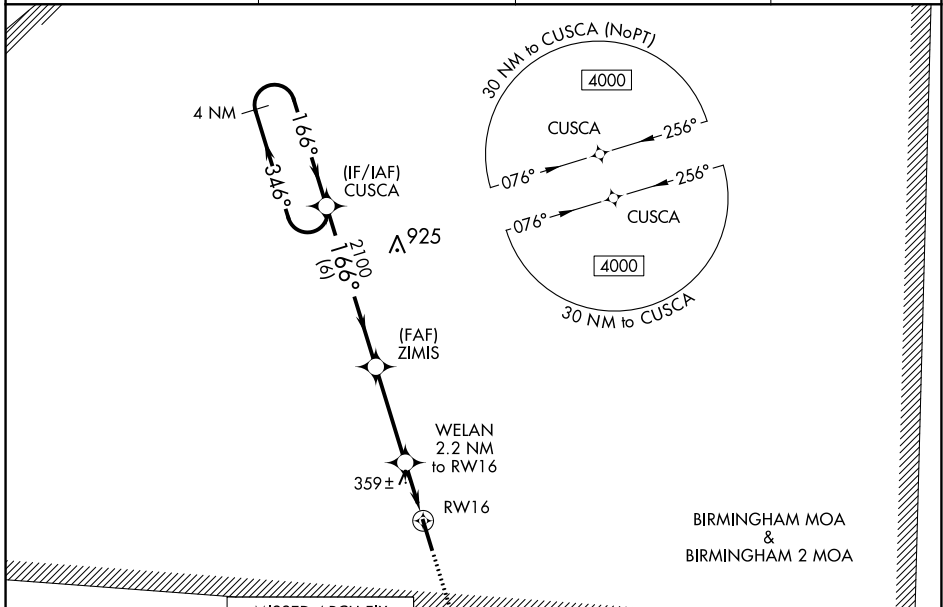 30 NM to CUSCA (NoPT)
4000
CUSCA
256°
076°
256°
076°
CUSCA
4000
30 NM to CUSCA
4 NM
166°
346°
(IF/IAF)
CUSCA
925
2100
166°
(6)
(FAF)
ZIMIS
WELAN
2.2 NM
to RW16
359±
RW16
BIRMINGHAM MOA
&
BIRMINGHAM 2 MOA